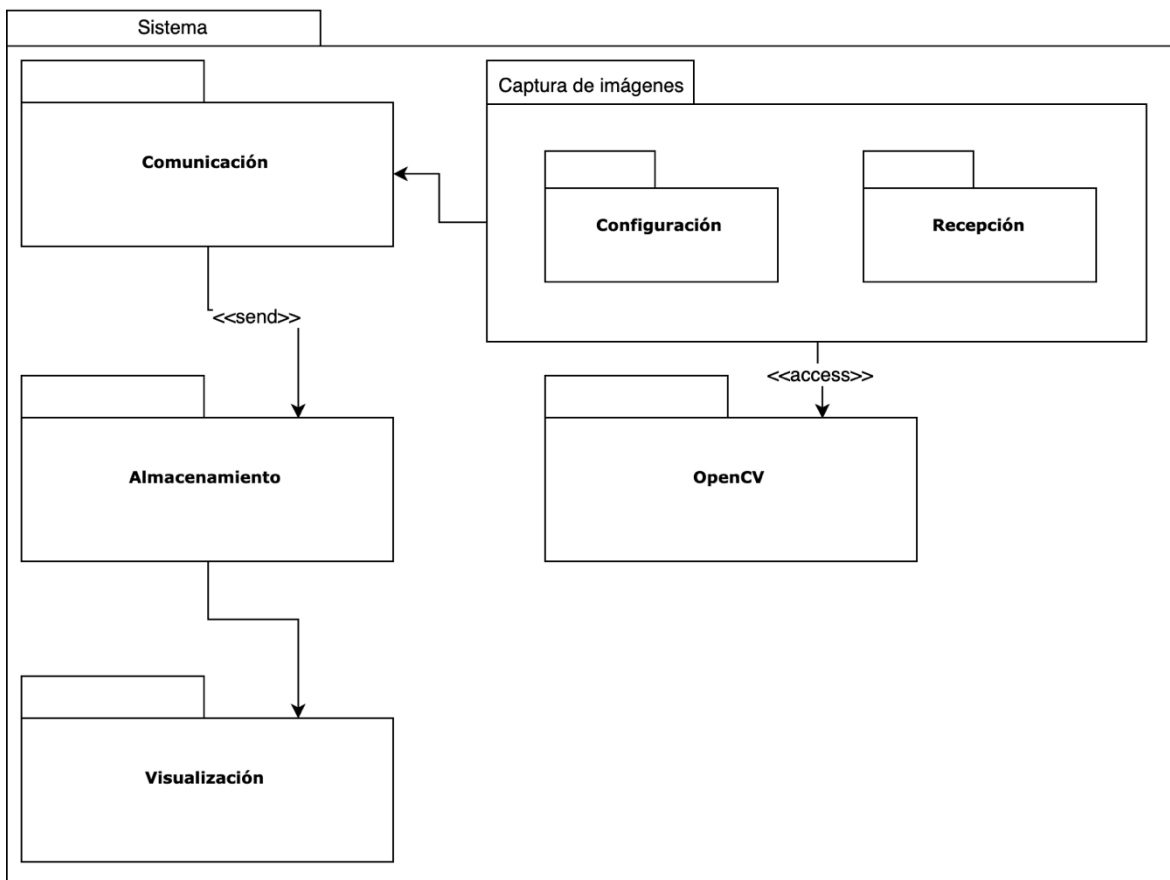 Sistema
Captura de imágenes
Comunicación
Configuración
Recepción
<<send>>
<<access>>
Almacenamiento
OpenCV
Visualización